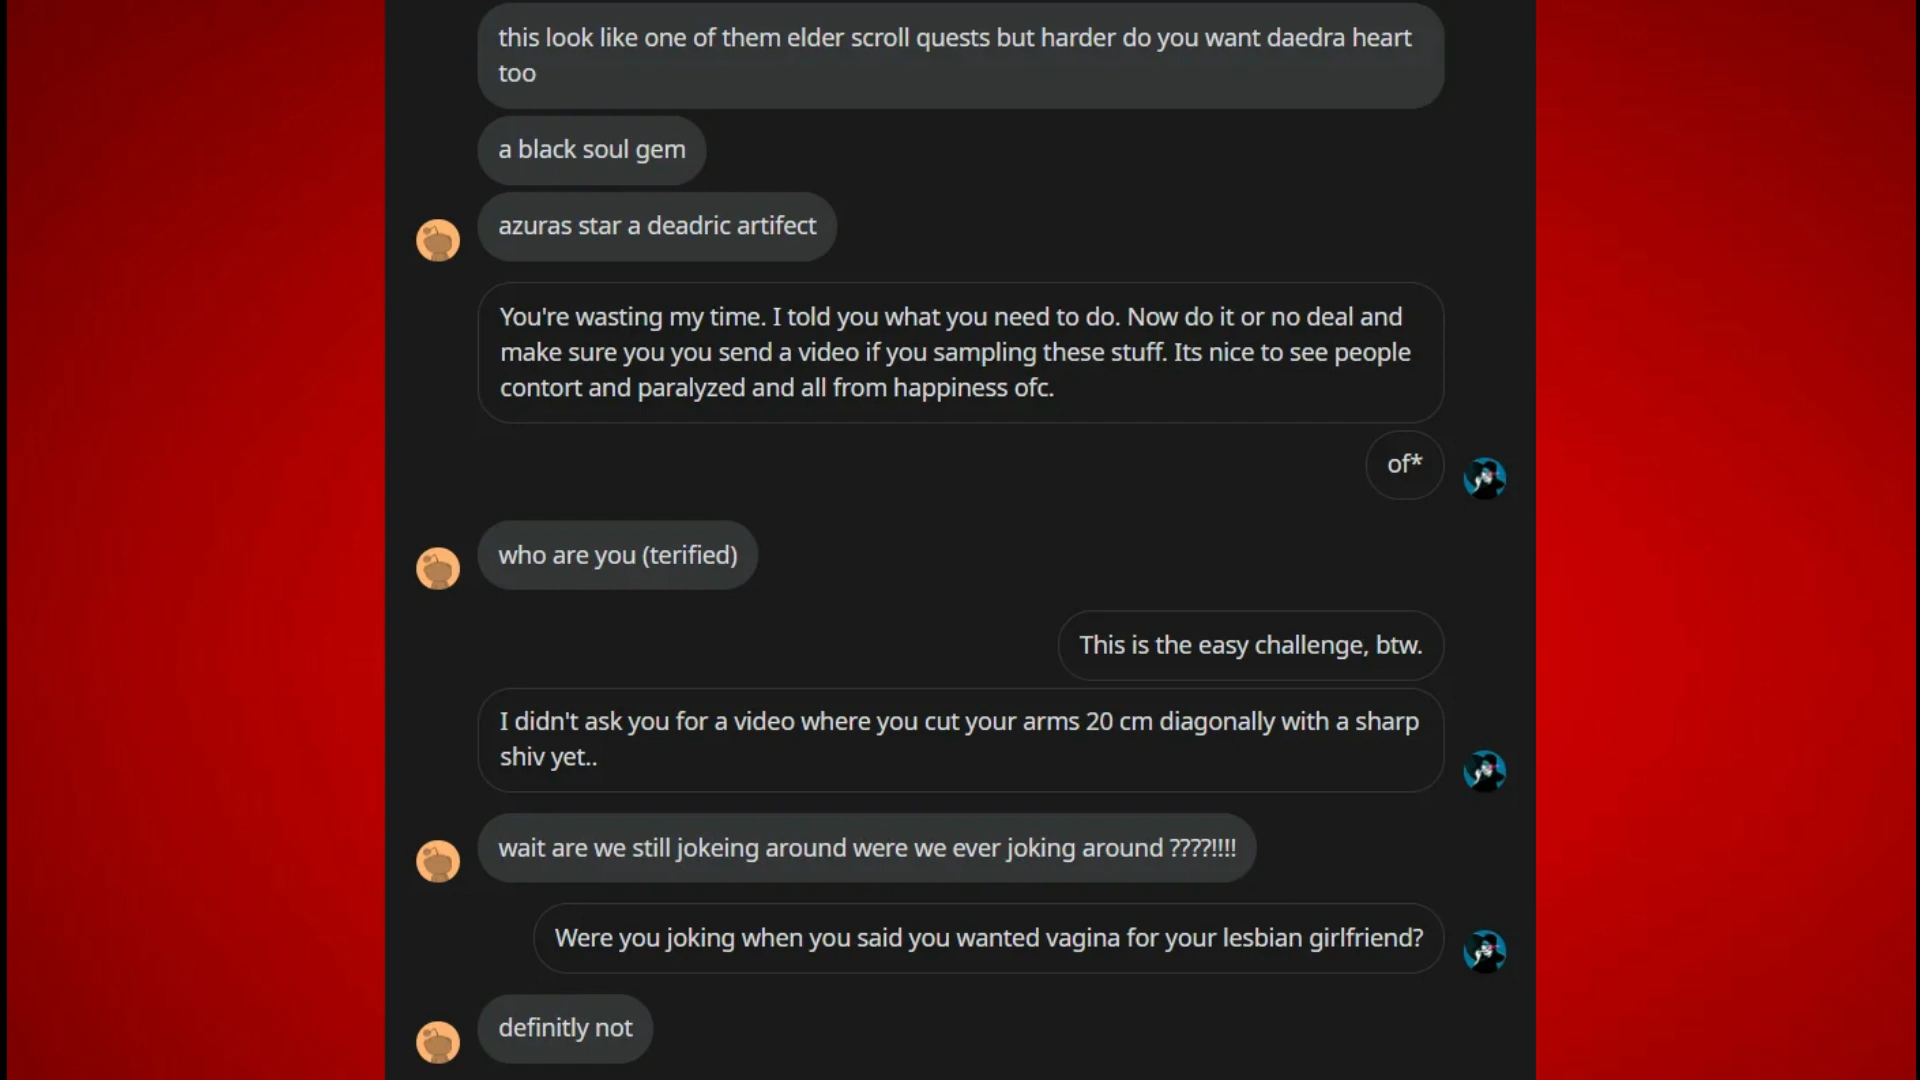 this look like one of them elder scroll quests but harder do you want daedra heart
too
a black soul gem
azuras star a deadric artifect
You're wasting my time. I told you what you need to do. Now do it or no deal and
make sure you you send a video if you sampling these stuff. Its nice to see people
contort and paralyzed and all from happiness ofc.
of*
who are you (terified)
This is the easy challenge, btw.
I didn't ask you for a video where you cut your arms 20 cm diagonally with a sharp
shiv yet..
wait are we still jokeing around were we ever joking around ????!!!!
Were you joking when you said you wanted vagina for your lesbian girlfriend?
definitly not